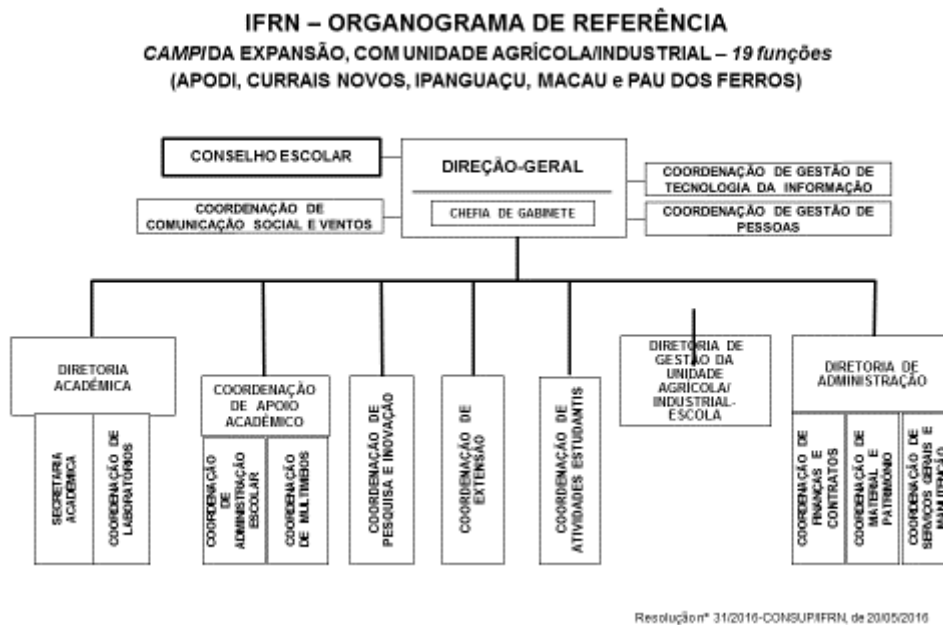 IFRN – ORGANOGRAMA DE REFERÊNCIA
CAMPI DA EXPANSÃO, COM UNIDADE AGRÍCOLA/INDUSTRIAL – 19 funções
(APODI, CURRAIS NOVOS, IPANGUAÇU, MACAU e PAU DOS FERROS)
CONSELHO ESCOLAR
DIREÇÃO-GERAL
CHEFIA DE GABINETE
COORDENAÇÃO DE GESTÃO DE
TECNOLOGIA DA INFORMAÇÃO
COORDENAÇÃO DE
COMUNICAÇÃO SOCIAL E VENTOS
COORDENAÇÃO DE GESTÃO DE
PESSOAS
DIRETORIA
ACADÊMICA
SECRETARIA
ACADÊMICA
COORDENAÇÃO DE
LABORATÓRIOS
COORDENAÇÃO
DE APOIO
ACADÊMICO
COORDENAÇÃO
DE
ADMINISTRAÇÃO
ESCOLAR
COORDENAÇÃO
DE MULTIMEIOS
COORDENAÇÃO DE
PESQUISA E INOVAÇÃO
COORDENAÇÃO DE
EXTENSÃO
COORDENAÇÃO DE
ATIVIDADES ESTUDANTIS
DIRETORIA DE
GESTÃO DA
UNIDADE
AGRÍCOLA/
INDUSTRIAL-
ESCOLA
DIRETORIA DE
ADMINISTRAÇÃO
COORDENAÇÃO DE
FINANÇAS E
CONTRATOS
COORDENAÇÃO DE
MATERIAL E
PATRIMÔNIO
COORDENAÇÃO DE
SERVIÇOS GERAIS E
MANUTENÇÃO
Resolução nº 31/2016-CONSUP/IFRN, de 20/05/2016